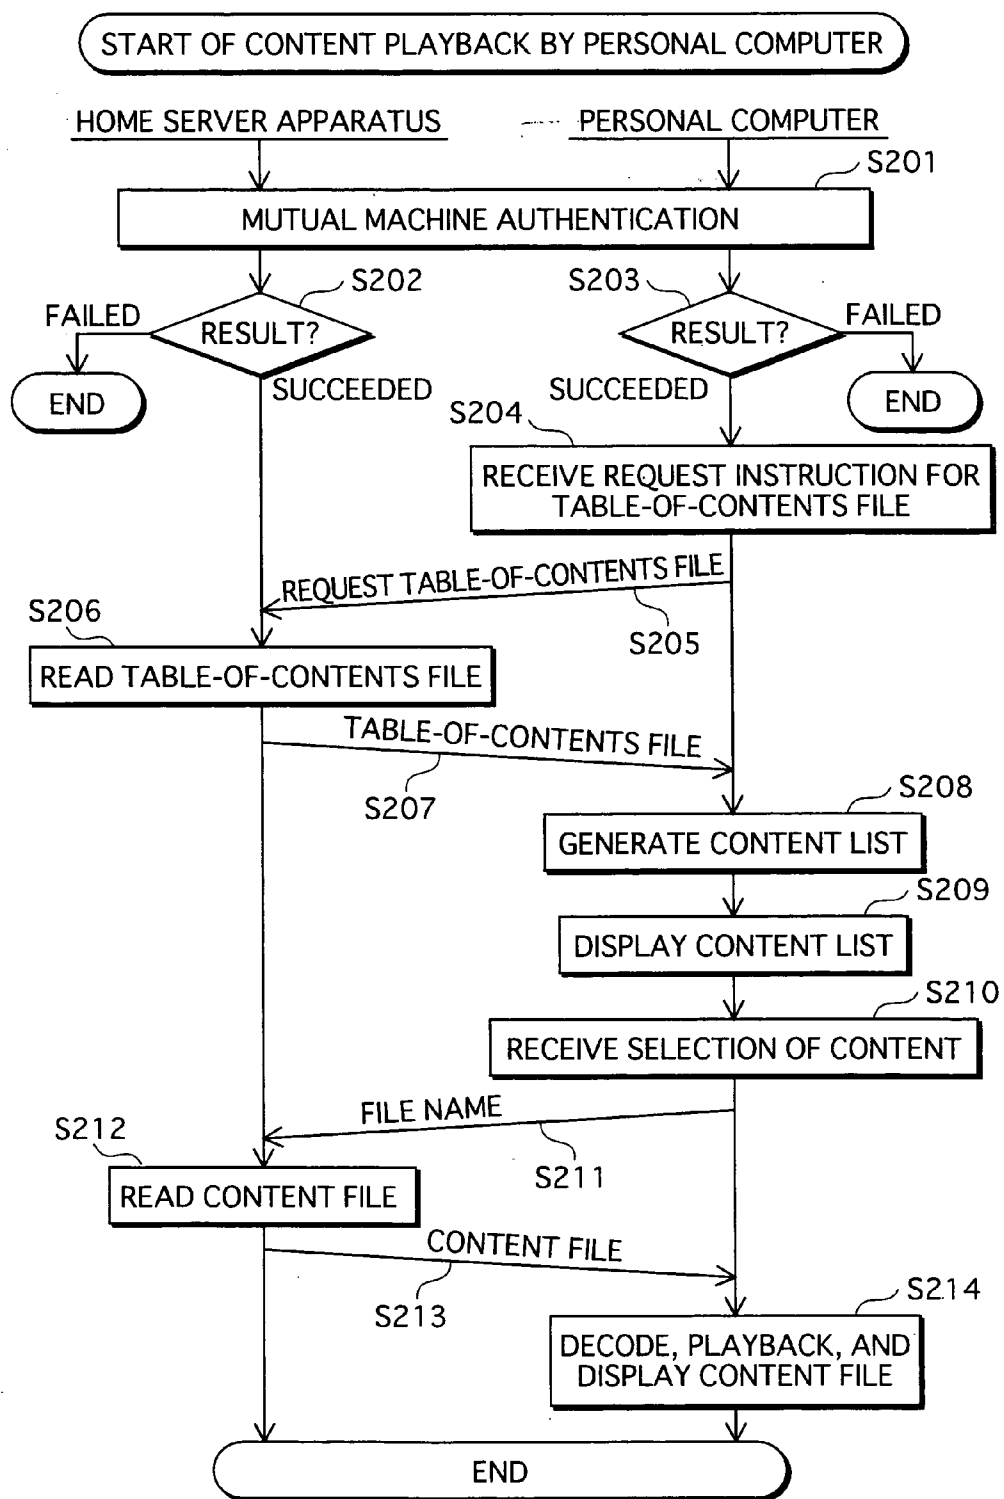 START OF CONTENT PLAYBACK BY PERSONAL COMPUTER
HOME SERVER APPARATUS
PERSONAL COMPUTER
S201
MUTUAL MACHINE AUTHENTICATION
S202
S203
FAILED
RESULT?
RESULT?
FAILED
END
SUCCEEDED
SUCCEEDED
END
S204
RECEIVE REQUEST INSTRUCTION FOR
TABLE-OF-CONTENTS FILE
REQUEST TABLE-OF-CONTENTS FILE
S205
S206
READ TABLE-OF-CONTENTS FILE
TABLE-OF-CONTENTS FILE
S207
S208
GENERATE CONTENT LIST
S209
DISPLAY CONTENT LIST
S210
RECEIVE SELECTION OF CONTENT
FILE NAME
S211
S212
READ CONTENT FILE
CONTENT FILE
S213
S214
DECODE, PLAYBACK, AND
DISPLAY CONTENT FILE
END